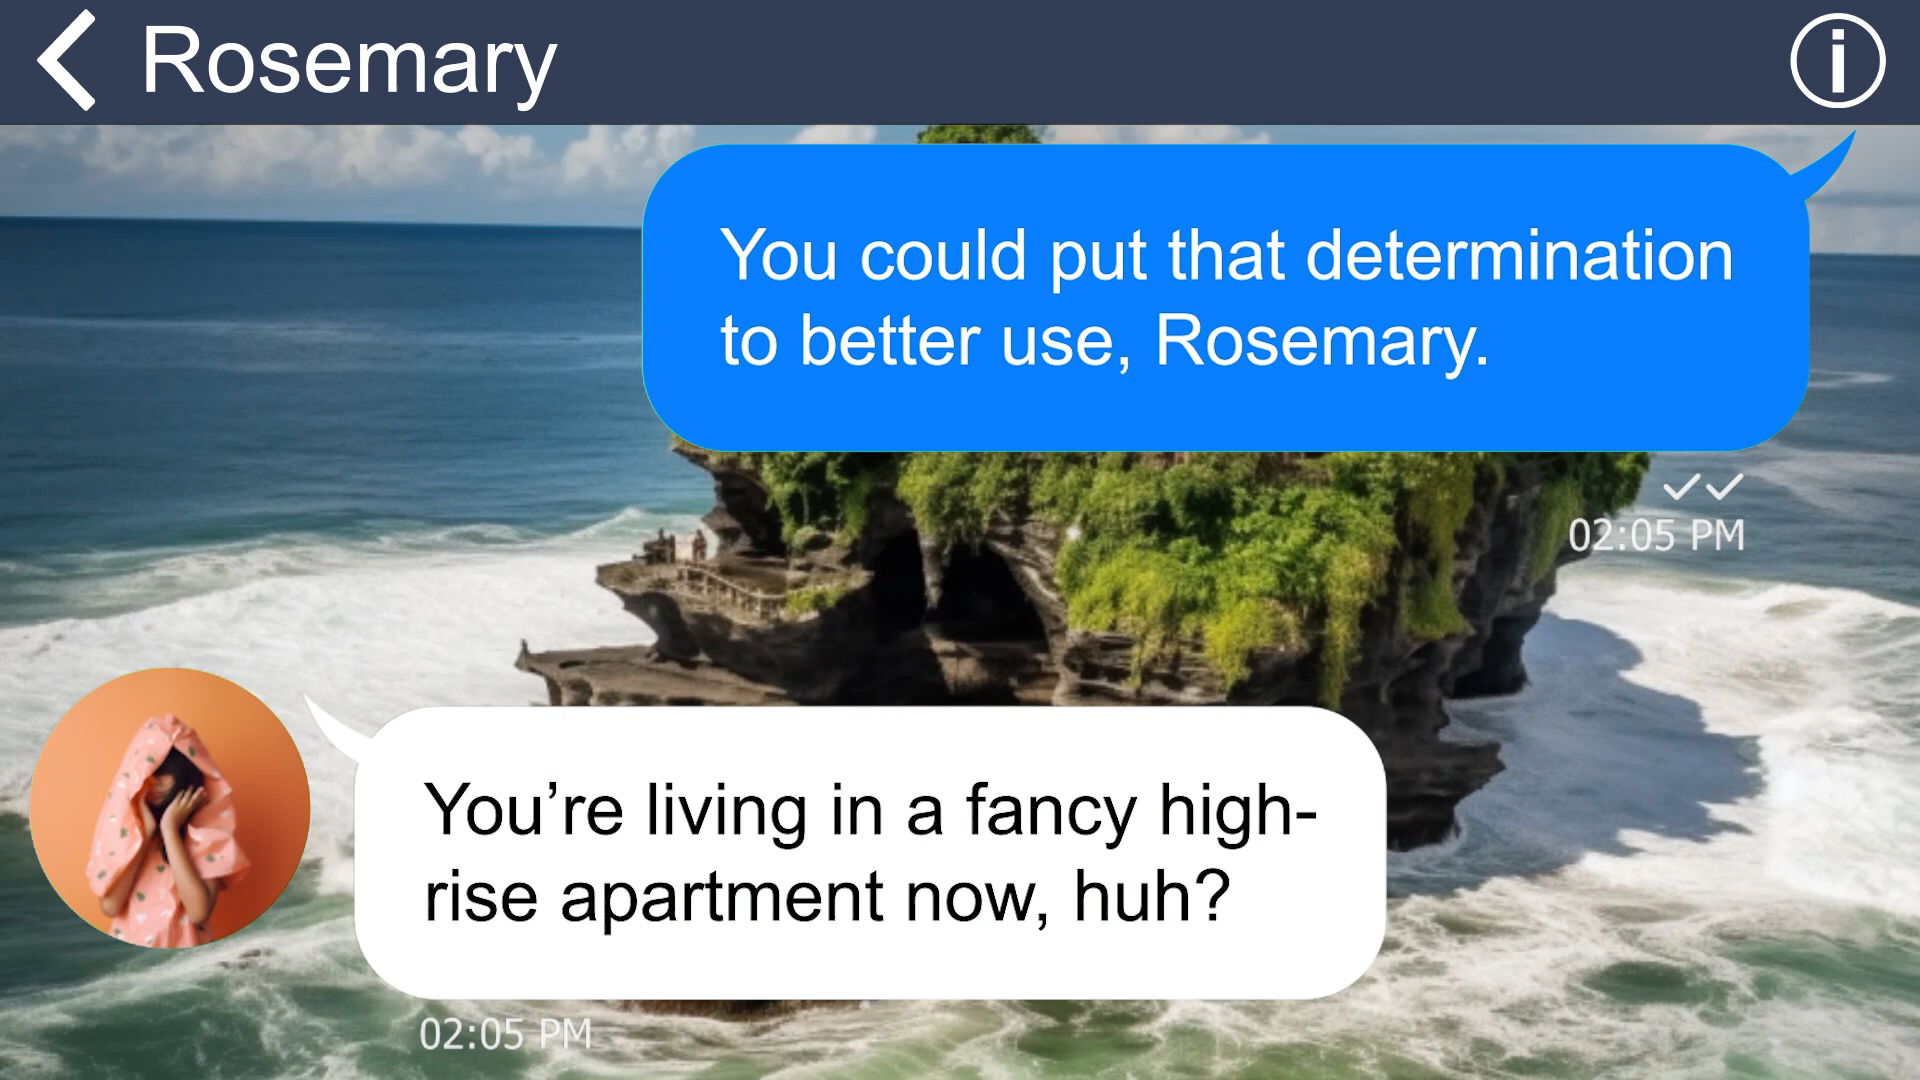 Rosemary
You could put that determination
to better use, Rosemary.
02:05 PM
You’re living in a fancy high-
rise apartment now, huh?
02:05 PM